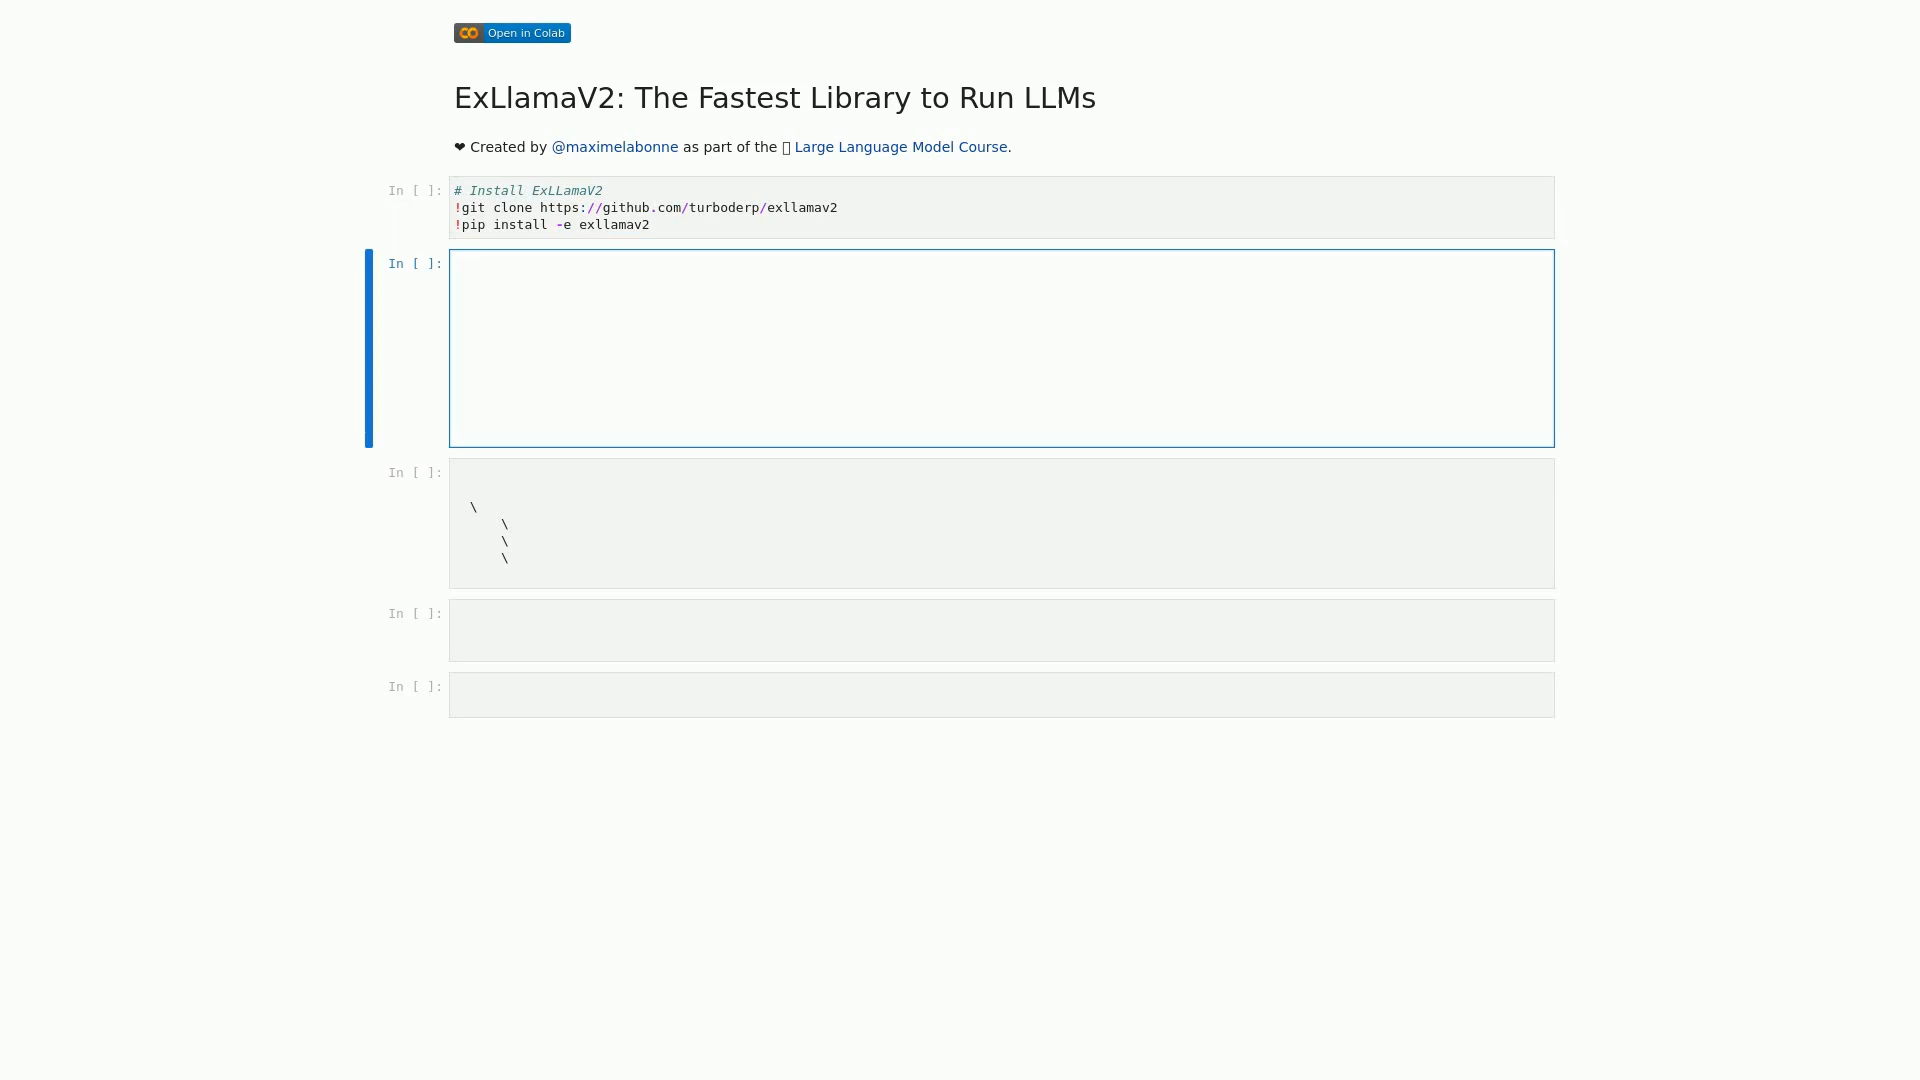 Open in Colab
ExLlamaV2: The Fastest Library to Run LLMs
❤ Created by @maximelabonne as part of the Large Language Model Course.
In [ ]:
# Install ExLLamaV2
!git clone https://github.com/turboderp/exllamav2
!pip install -e exllamav2
In [ ]:
In [ ]:
\
\
\
\
In [ ]:
In [ ]: